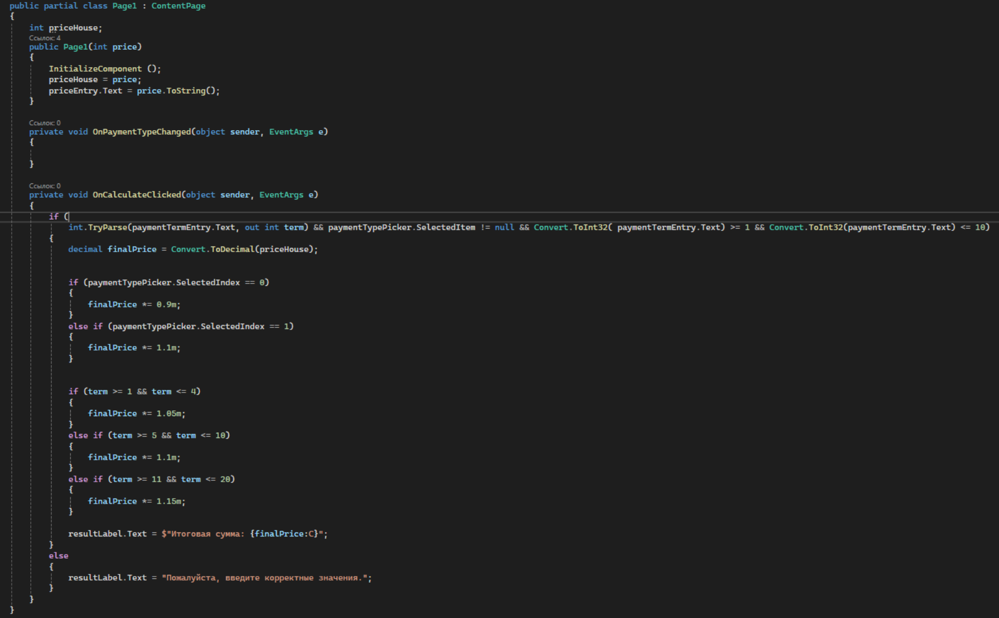 public partial class Page1 : ContentPage
{
int priceHouse;
Ссылок: 4
public Page1(int price)
{
InitializeComponent ();
priceHouse = price;
priceEntry.Text = price.ToString();
}
Ссылок: 0
private void OnPaymentTypeChanged(object sender, EventArgs e)
{
}
Ссылок: 0
private void OnCalculateClicked(object sender, EventArgs e)
{
if (
int.TryParse(paymentTermEntry.Text, out int term) && paymentTypePicker.SelectedItem != null && Convert.ToInt32( paymentTermEntry.Text) >= 1 && Convert.ToInt32(paymentTermEntry.Text) <= 10)
{
decimal finalPrice = Convert.ToDecimal(priceHouse);
if (paymentTypePicker.SelectedIndex == 0)
{
finalPrice *= 0.9m;
}
else if (paymentTypePicker.SelectedIndex == 1)
{
finalPrice *= 1.1m;
}
if (term >= 1 && term <= 4)
{
finalPrice *= 1.05m;
}
else if (term >= 5 && term <= 10)
{
finalPrice *= 1.1m;
}
else if (term >= 11 && term <= 20)
{
finalPrice *= 1.15m;
}
resultLabel.Text = $"Итоговая сумма: {finalPrice:C}";
}
else
{
resultLabel.Text = "Пожалуйста, введите корректные значения.";
}
}
}